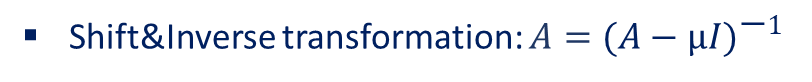 ▪ Shift&Inverse transformation: A = (A − μI)⁻¹